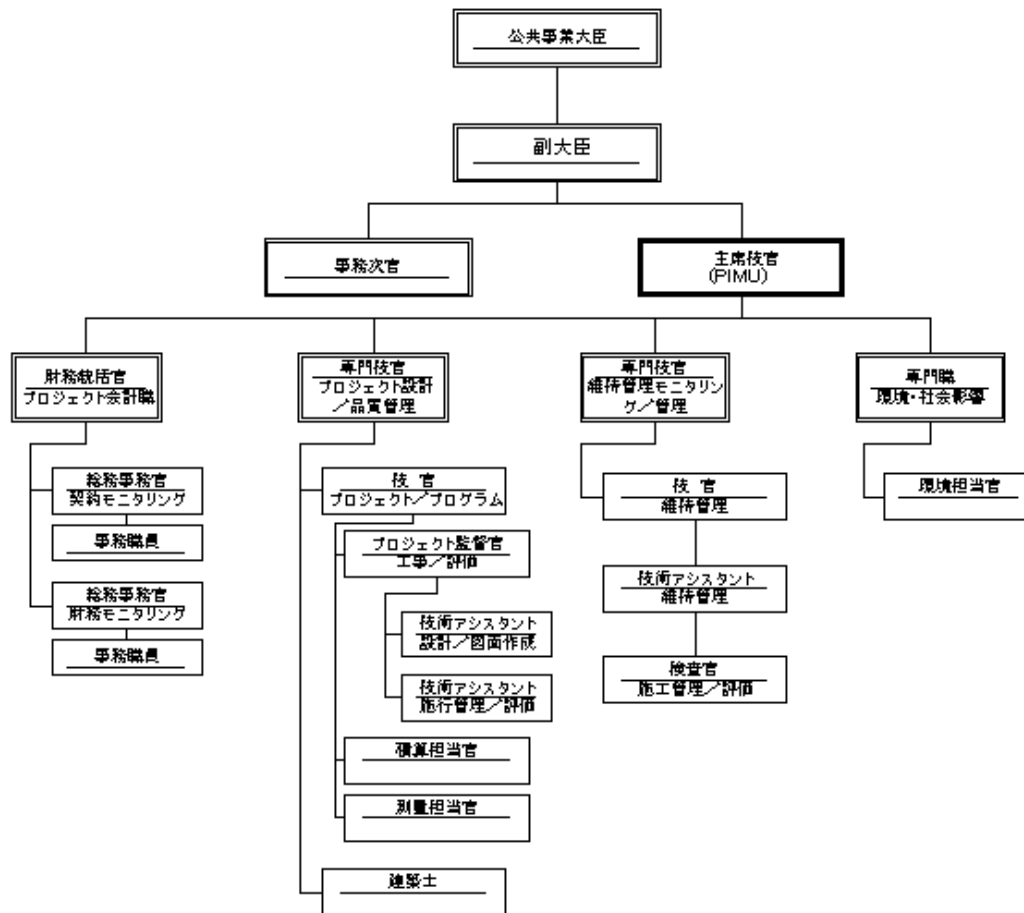 公共事業大臣
副大臣
事務次官
主席技官
(PIMU)
財務統括官
プロジェクト会計職
専門技官
プロジェクト設計
／品質管理
専門技官
維持管理モニタリン
グ／管理
専門職
環境・社会影響
総務事務官
契約モニタリング
事務職員
総務事務官
財務モニタリング
事務職員
技 官
プロジェクト／プログラム
プロジェクト監督官
工事／評価
技術アシスタント
設計／図面作成
技術アシスタント
施行管理／評価
積算担当官
測量担当官
建築士
技 官
維持管理
技術アシスタント
維持管理
検査官
施工管理／評価
環境担当官